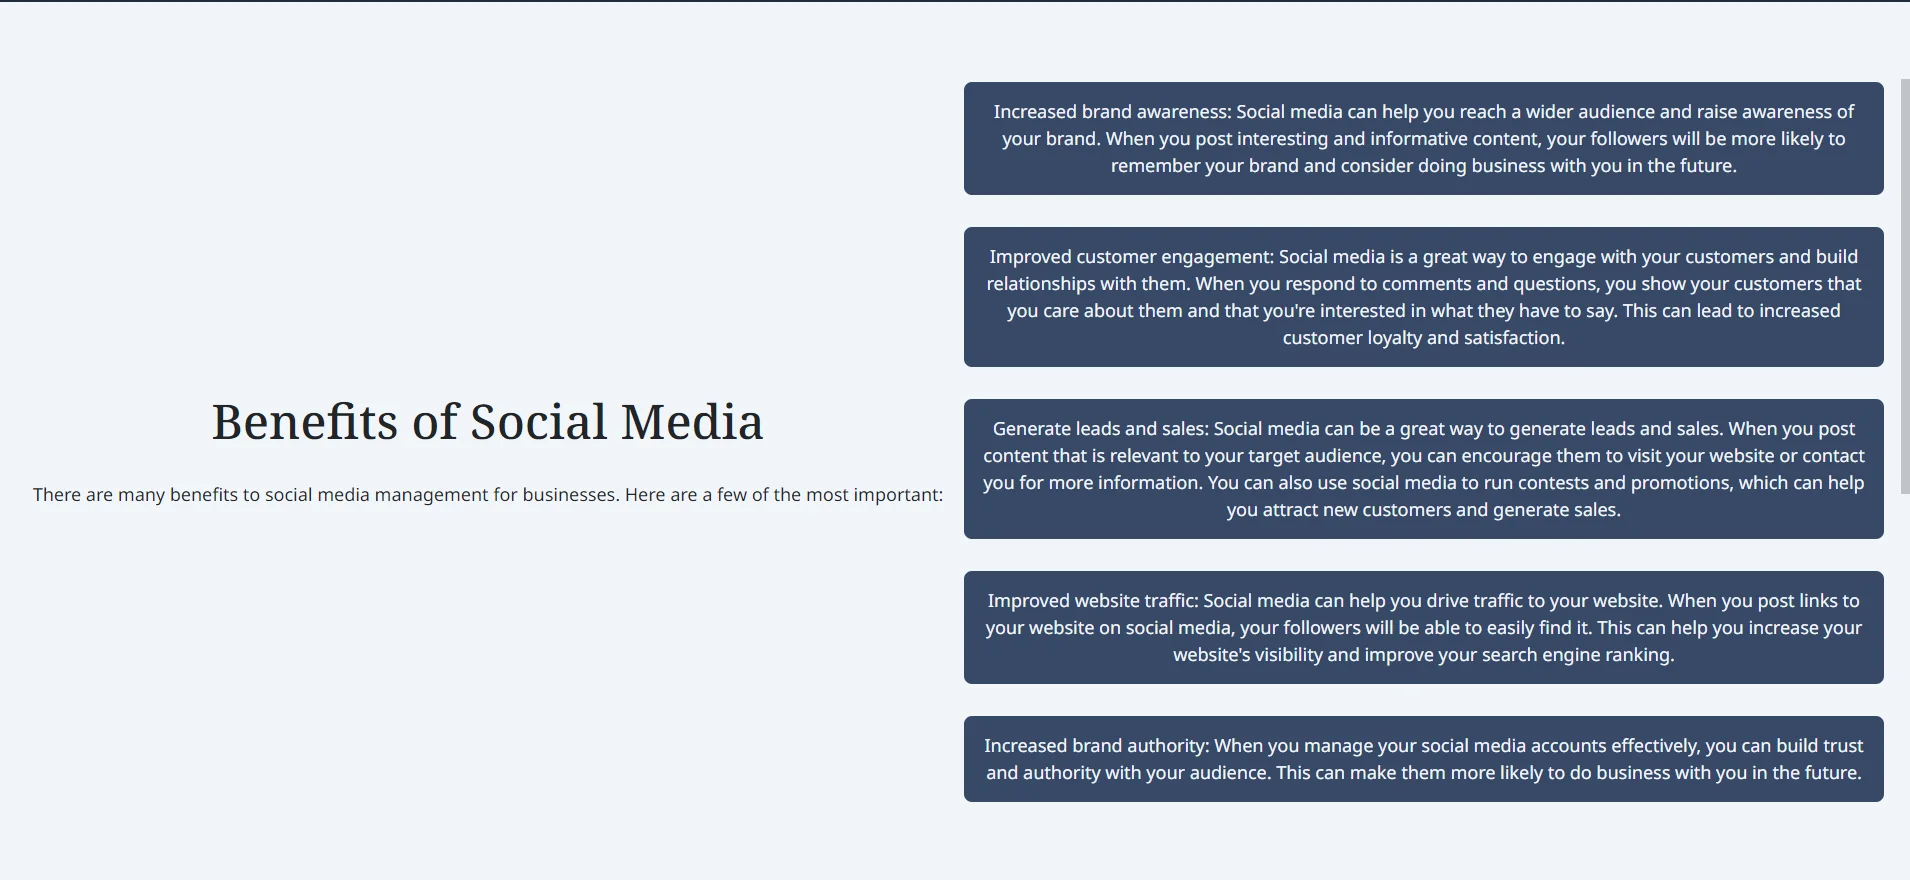 Benefits of Social Media
There are many benefits to social media management for businesses. Here are a few of the most important:
Increased brand awareness: Social media can help you reach a wider audience and raise awareness of
your brand. When you post interesting and informative content, your followers will be more likely to
remember your brand and consider doing business with you in the future.
Improved customer engagement: Social media is a great way to engage with your customers and build
relationships with them. When you respond to comments and questions, you show your customers that
you care about them and that you're interested in what they have to say. This can lead to increased
customer loyalty and satisfaction.
Generate leads and sales: Social media can be a great way to generate leads and sales. When you post
content that is relevant to your target audience, you can encourage them to visit your website or contact
you for more information. You can also use social media to run contests and promotions, which can help
you attract new customers and generate sales.
Improved website traffic: Social media can help you drive traffic to your website. When you post links to
your website on social media, your followers will be able to easily find it. This can help you increase your
website's visibility and improve your search engine ranking.
Increased brand authority: When you manage your social media accounts effectively, you can build trust
and authority with your audience. This can make them more likely to do business with you in the future.